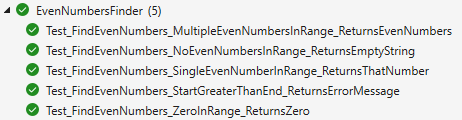 EvenNumbersFinder (5)
Test_FindEvenNumbers_MultipleEvenNumbersInRange_ReturnsEvenNumbers
Test_FindEvenNumbers_NoEvenNumbersInRange_ReturnsEmptyString
Test_FindEvenNumbers_SingleEvenNumberInRange_ReturnsThatNumber
Test_FindEvenNumbers_StartGreaterThanEnd_ReturnsErrorMessage
Test_FindEvenNumbers_ZeroInRange_ReturnsZero